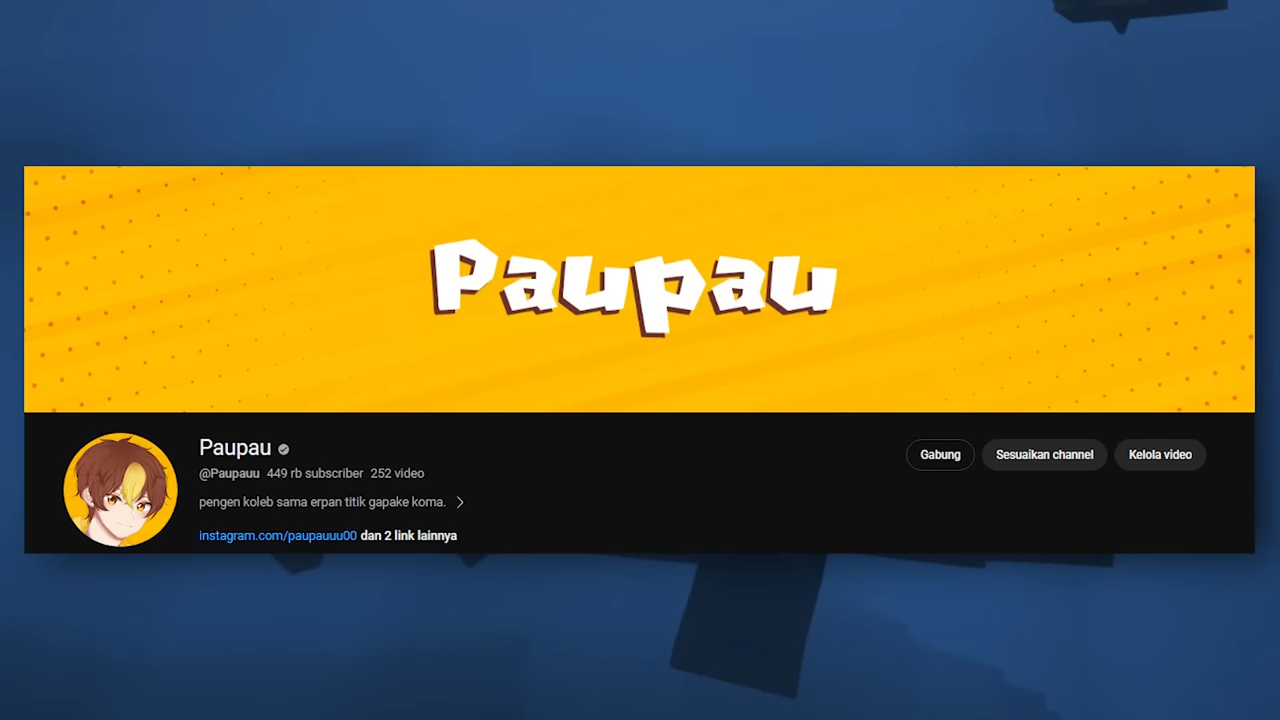 Paupau
Paupau
@Paupauu 449 rb subscriber 252 video
pengen koleb sama erpan titik gapake koma.
instagram.com/paupauuu00 dan 2 link lainnya
Gabung
Sesuaikan channel
Kelola video